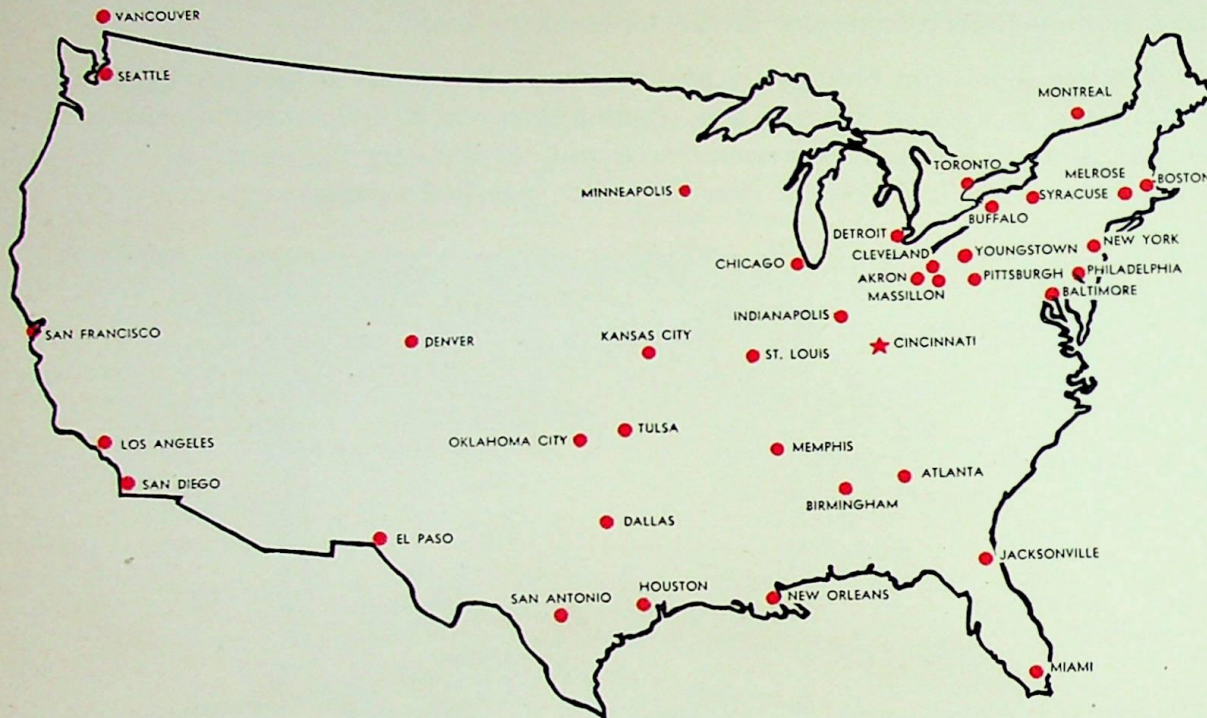 VANCOUVER
SEATTLE
MONTREAL
TORONTO
MELROSE
BOSTON
MINNEAPOLIS
SYRACUSE
BUFFALO
DETROIT
CLEVELAND
YOUNGSTOWN
NEW YORK
CHICAGO
AKRON
PITTSBURGH
PHILADELPHIA
MASSILLON
BALTIMORE
INDIANAPOLIS
SAN FRANCISCO
DENVER
KANSAS CITY
ST. LOUIS
CINCINNATI
LOS ANGELES
OKLAHOMA CITY
TULSA
MEMPHIS
SAN DIEGO
ATLANTA
BIRMINGHAM
DALLAS
EL PASO
JACKSONVILLE
SAN ANTONIO
HOUSTON
NEW ORLEANS
MIAMI